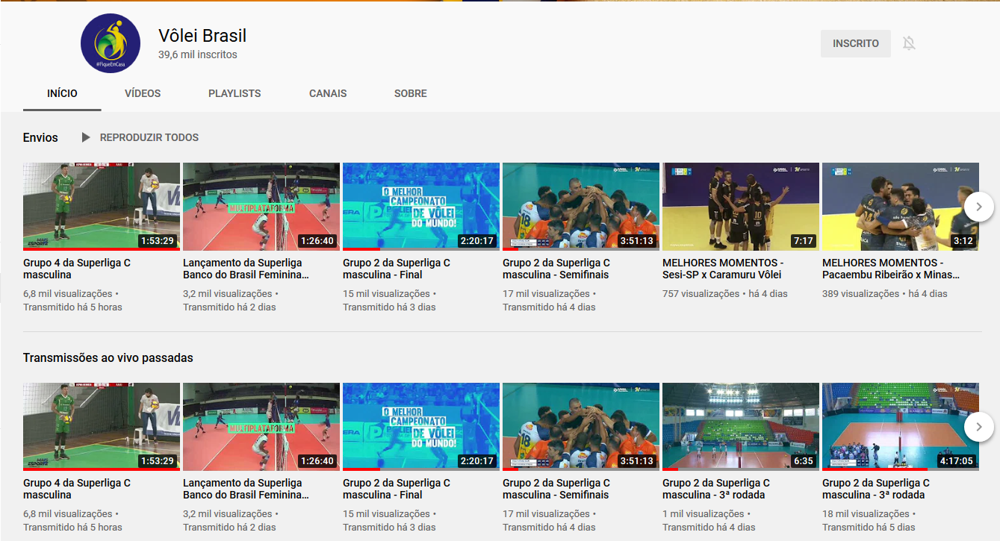 #FiqueEmCasa
Vôlei Brasil
39,6 mil inscritos
INSCRITO
INÍCIO VÍDEOS PLAYLISTS CANAIS SOBRE
Envios REPRODUZIR TODOS
MULTIPLATAFORMA
O MELHOR
CAMPEONATO
DE VÔLEI
DO MUNDO!
1:53:29 1:26:40 2:20:17 3:51:13 7:17 3:12
Grupo 4 da Superliga C Lançamento da Superliga Grupo 2 da Superliga C Grupo 2 da Superliga C MELHORES MOMENTOS - MELHORES MOMENTOS -
masculina Banco do Brasil Feminina... masculina - Final masculina - Semifinais Sesi-SP x Caramuru Vôlei Pacaembu Ribeirão x Minas...
6,8 mil visualizações • 3,2 mil visualizações • 15 mil visualizações • 17 mil visualizações • 757 visualizações • há 4 dias 389 visualizações • há 4 dias
Transmitido há 5 horas Transmitido há 2 dias Transmitido há 3 dias Transmitido há 4 dias
Transmissões ao vivo passadas
MULTIPLATAFORMA
O MELHOR
CAMPEONATO
DE VÔLEI
DO MUNDO!
1:53:29 1:26:40 2:20:17 3:51:13 6:35 4:17:05
Grupo 4 da Superliga C Lançamento da Superliga Grupo 2 da Superliga C Grupo 2 da Superliga C Grupo 2 da Superliga C Grupo 2 da Superliga C
masculina Banco do Brasil Feminina... masculina - Final masculina - Semifinais masculina - 3ª rodada masculina - 3ª rodada
6,8 mil visualizações • 3,2 mil visualizações • 15 mil visualizações • 17 mil visualizações • 1 mil visualizações • 18 mil visualizações •
Transmitido há 5 horas Transmitido há 2 dias Transmitido há 3 dias Transmitido há 4 dias Transmitido há 4 dias Transmitido há 5 dias